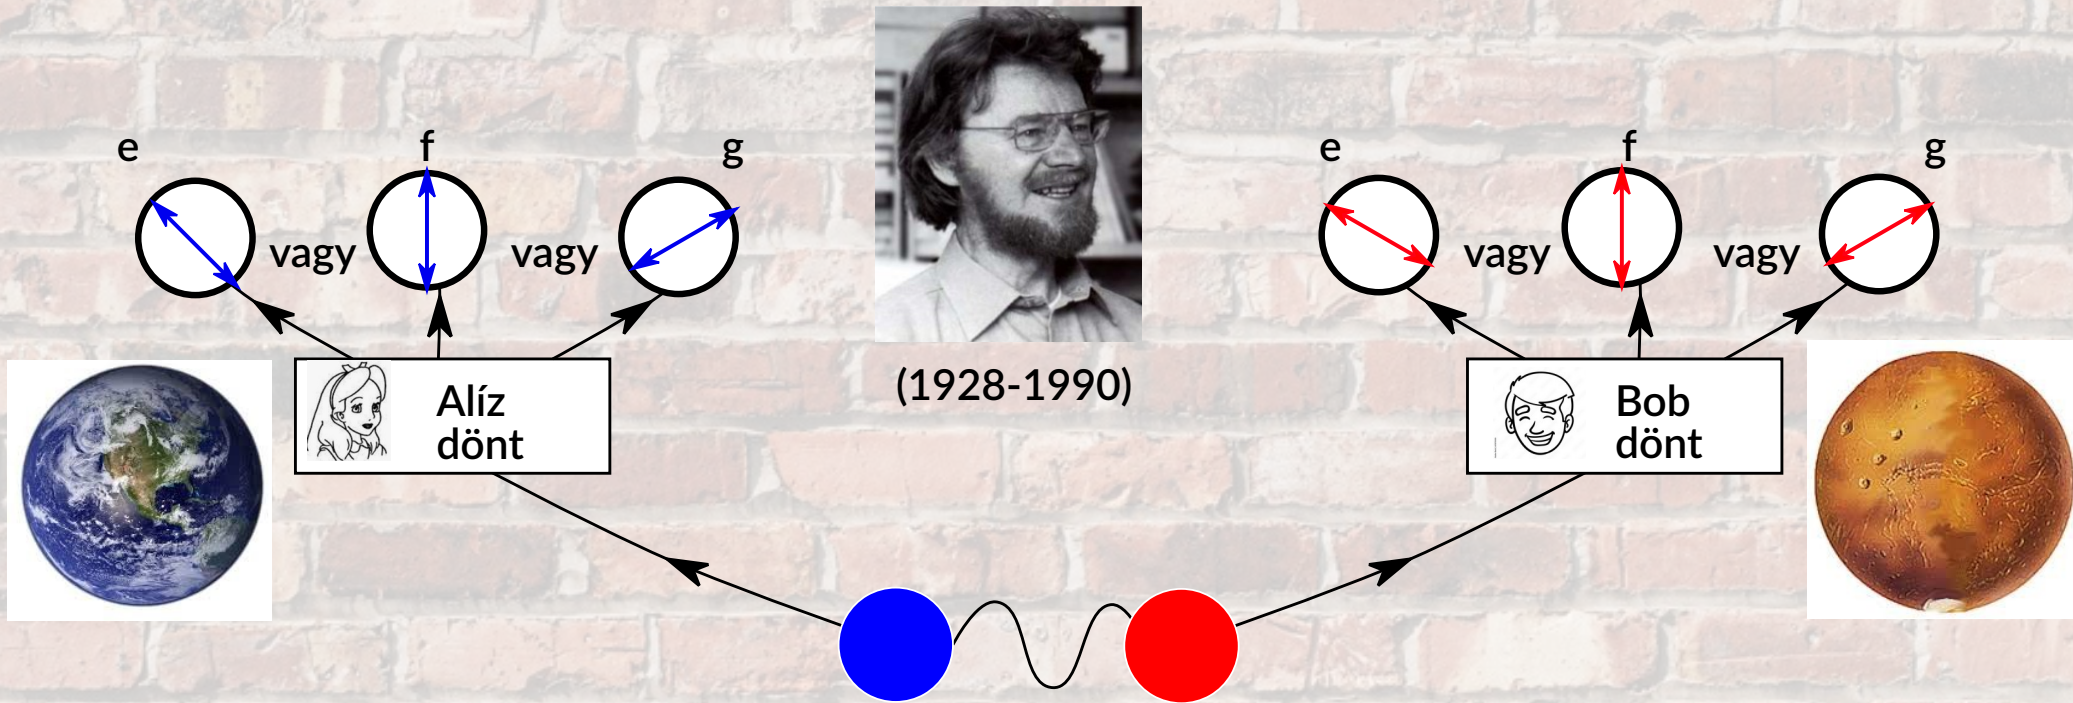 e
f
g
vagy
vagy
Alíz
dönt
(1928-1990)
e
f
g
vagy
vagy
Bob
dönt